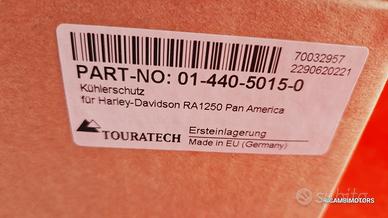 70032957
2290620221
PART-NO: 01-440-5015-0
Kühlerschutz
für Harley-Davidson RA1250 Pan America
TOURATECH
Ersteinlagerung
Made in EU (Germany)
subito
RICAMBIMOTORS